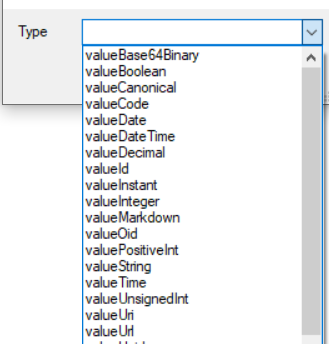 Type
valueBase64Binary
valueBoolean
valueCanonical
valueCode
valueDate
valueDateTime
valueDecimal
valueId
valueInstant
valueInteger
valueMarkdown
valueOid
valuePositiveInt
valueString
valueTime
valueUnsignedInt
valueUri
valueUrl